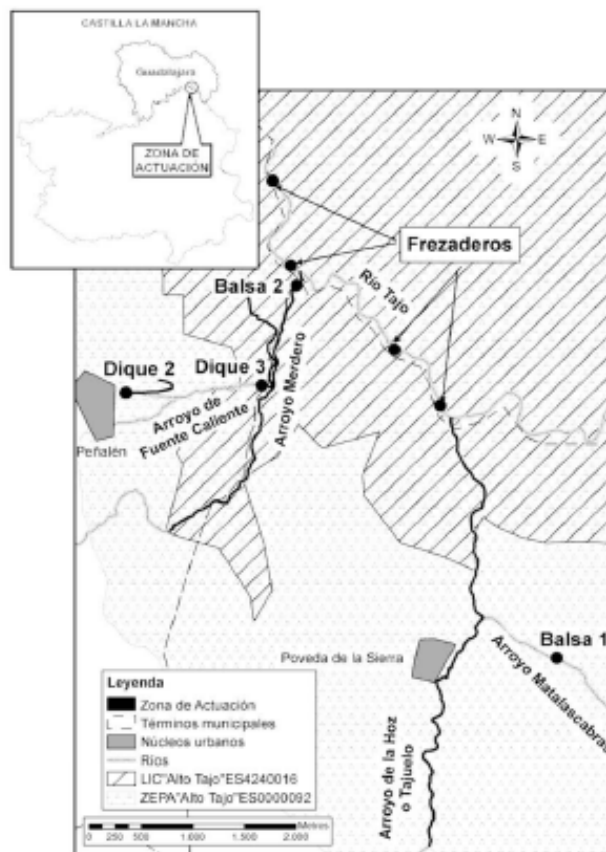 CASTILLA LA MANCHA
Guadalajara
ZONA DE
ACTUACIÓN
N
W E
S
Frezaderos
Balsa 2
Río Tajo
Dique 2
Dique 3
Arroyo Merdero
Arroyo de
Fuente Caliente
Peñalén
Balsa 1
Poveda de la Sierra
Arroyo Matalascabras
Arroyo de la Hoz
o Tajuelo
Leyenda
Zona de Actuación
Términos municipales
Núcleos urbanos
Ríos
LIC"Alto Tajo"ES4240016
ZEPA"Alto Tajo"ES0000092
Metros
0 250 500 1.000 1.500 2.000